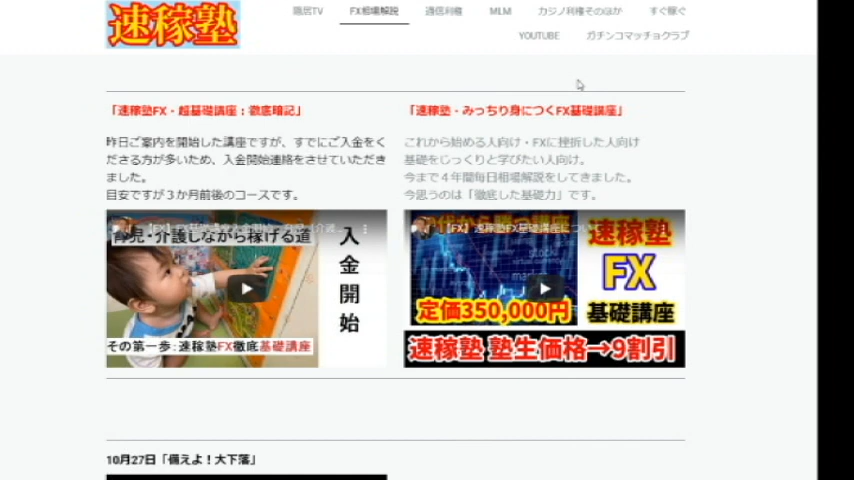 速稼塾
隠居TV
FX相場解説
通信利権
MLM
カジノ利権そのほか
すぐ稼ぐ
YOUTUBE
ガチンコマッチョクラブ
「速稼塾FX・超基礎講座：徹底暗記」
昨日ご案内を開始した講座ですが、すでにご入金をく
ださる方が多いため、入金開始連絡をさせていただき
ました。
目安ですが３か月前後のコースです。
育児・介護しながら稼げる道
入金開始
その第一歩：速稼塾FX徹底基礎講座
「速稼塾・みっちり身につくFX基礎講座」
これから始める人向け・FXに挫折した人向け
基礎をじっくりと学びたい人向け。
今まで４年間毎日相場解説をしてきました。
今思うのは「徹底した基礎力」です。
【FX】速稼塾FX基礎講座について
定価350,000円
速稼塾
FX
基礎講座
速稼塾 塾生価格→9割引
10月27日「備えよ！大下落」